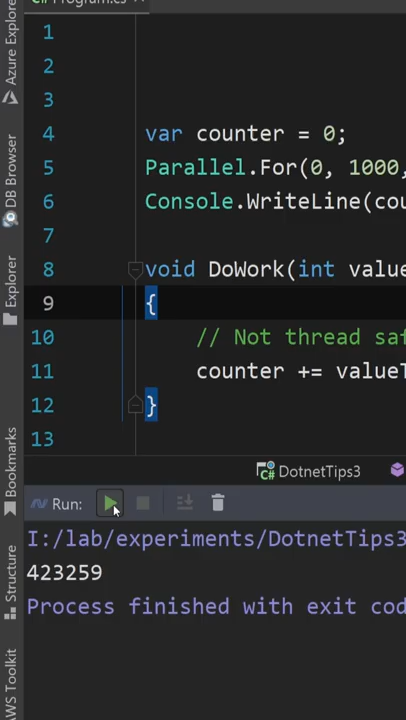 Program.cs
1
2
3
4 var counter = 0;
5 Parallel.For(0, 1000,
6 Console.WriteLine(cou
7
8 void DoWork(int value
9 {
10 // Not thread saf
11 counter += valueT
12 }
13
DotnetTips3
Run:
I:/lab/experiments/DotnetTips3
423259
Process finished with exit cod
Azure Explore
DB Browser
Explorer
Bookmarks
Structure
AWS Toolkit